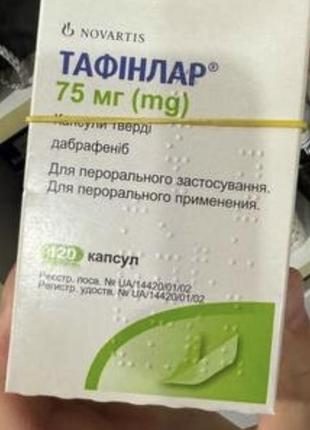 NOVARTIS
ТАФІНЛАР®
75 мг (mg)
Капсули тверді
дабрафеніб
Для перорального застосування.
Для перорального применения.
120 капсул
Реєстр. посв. № UA/14420/01/02
Регистр. удоств. № UA/14420/01/02